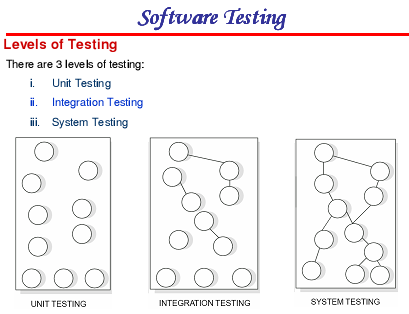 Software Testing
Levels of Testing
There are 3 levels of testing:
i. Unit Testing
ii. Integration Testing
iii. System Testing
UNIT TESTING
INTEGRATION TESTING
SYSTEM TESTING